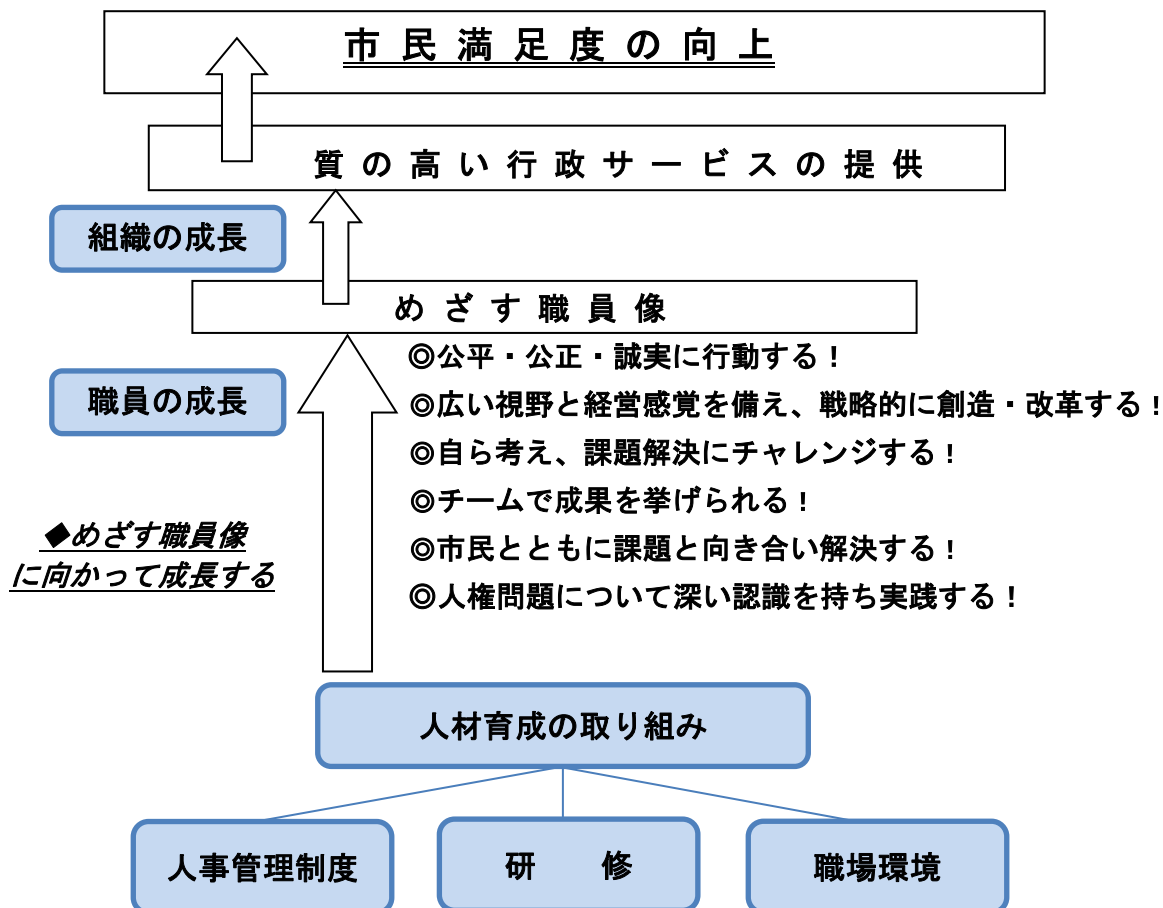 市民満足度の向上
質の高い行政サービスの提供
組織の成長
めざす職員像
◎公平・公正・誠実に行動する！
職員の成長
◎広い視野と経営感覚を備え、戦略的に創造・改革する！
◎自ら考え、課題解決にチャレンジする！
◎チームで成果を挙げられる！
◆めざす職員像
に向かって成長する
◎市民とともに課題と向き合い解決する！
◎人権問題について深い認識を持ち実践する！
人材育成の取り組み
人事管理制度
研　修
職場環境